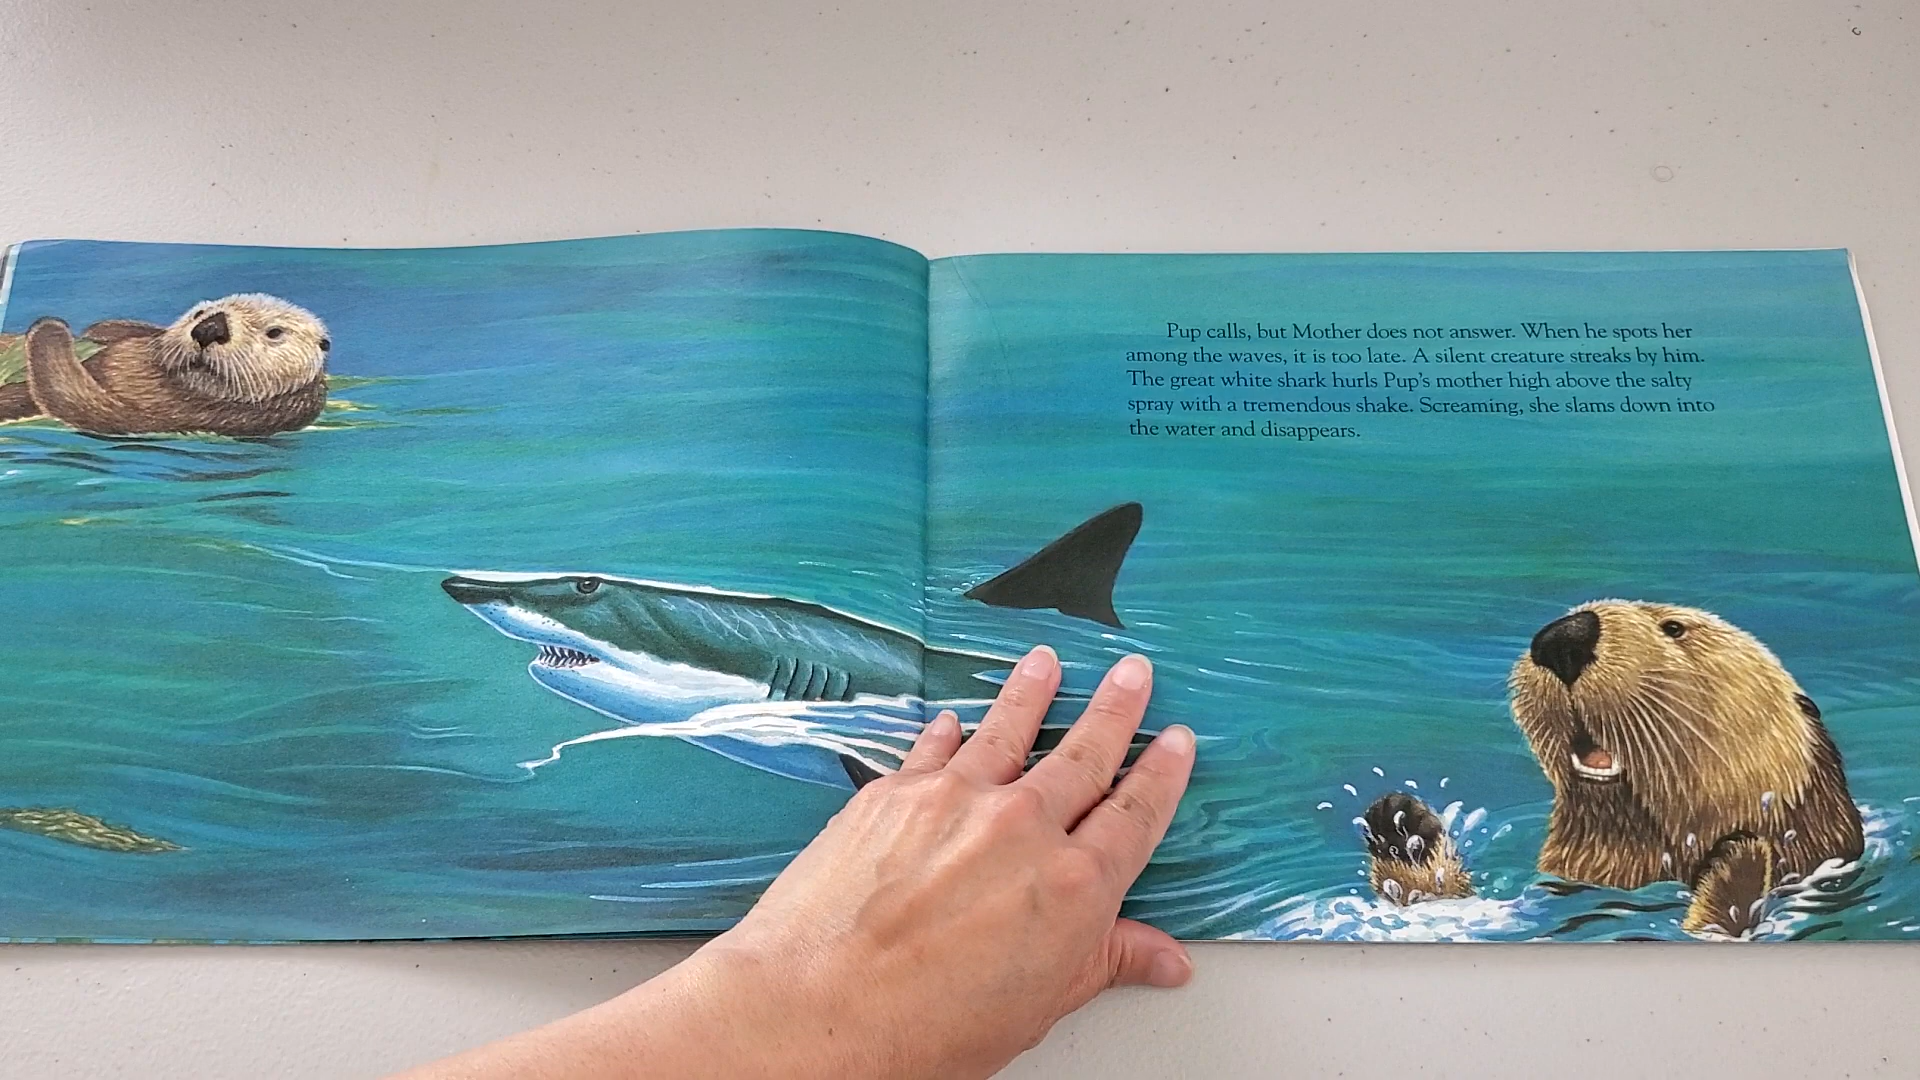 Pup calls, but Mother does not answer. When he spots her
among the waves, it is too late. A silent creature streaks by him.
The great white shark hurls Pup's mother high above the salty
spray with a tremendous shake. Screaming, she slams down into
the water and disappears.